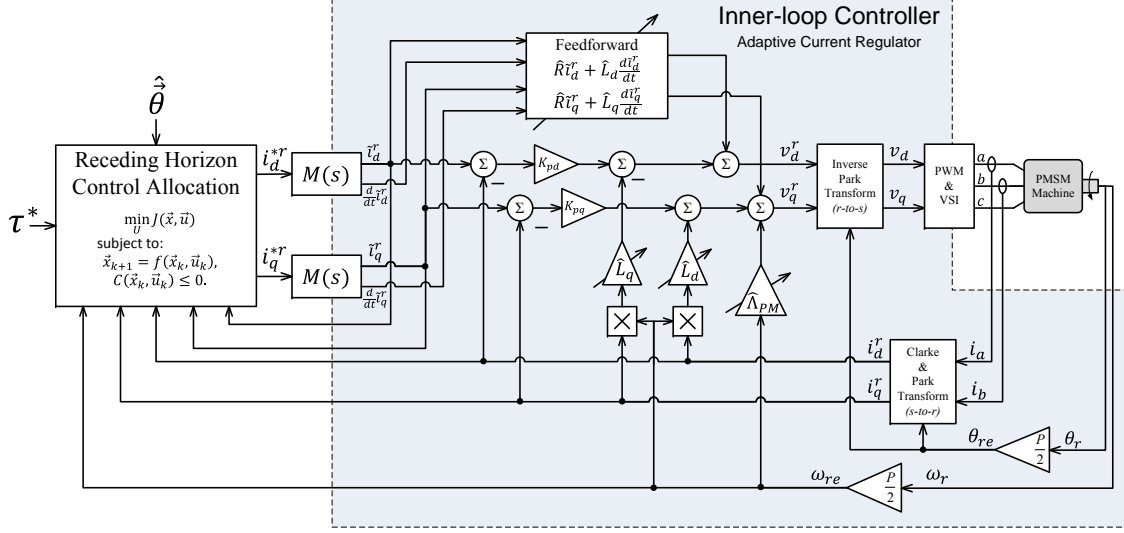 Inner-loop Controller
Adaptive Current Regulator
Feedforward
R̂ĩ_d^r + L̂_d dĩ_d^r/dt
R̂ĩ_q^r + L̂_q dĩ_q^r/dt
θ̂⃗
Receding Horizon
Control Allocation
min_U f(x⃗, u⃗)
subject to:
x⃗_{k+1} = f(x⃗_k, u⃗_k),
C(x⃗_k, u⃗_k) ≤ 0.
τ*
i_d^{*r}
i_q^{*r}
M(s)
M(s)
ĩ_d^r
d/dt ĩ_d^r
ĩ_q^r
d/dt ĩ_q^r
Σ
−
K_pd
Σ
−
Σ
Σ
−
K_pq
Σ
Σ
L̂_q
L̂_d
Λ̂_PM
×
×
v_d^r
v_q^r
Inverse
Park
Transform
(r-to-s)
v_d
v_q
PWM
&
VSI
a
b
c
PMSM
Machine
i_d^r
i_q^r
Clarke
&
Park
Transform
(s-to-r)
i_a
i_b
θ_re
P/2
θ_r
ω_re
P/2
ω_r